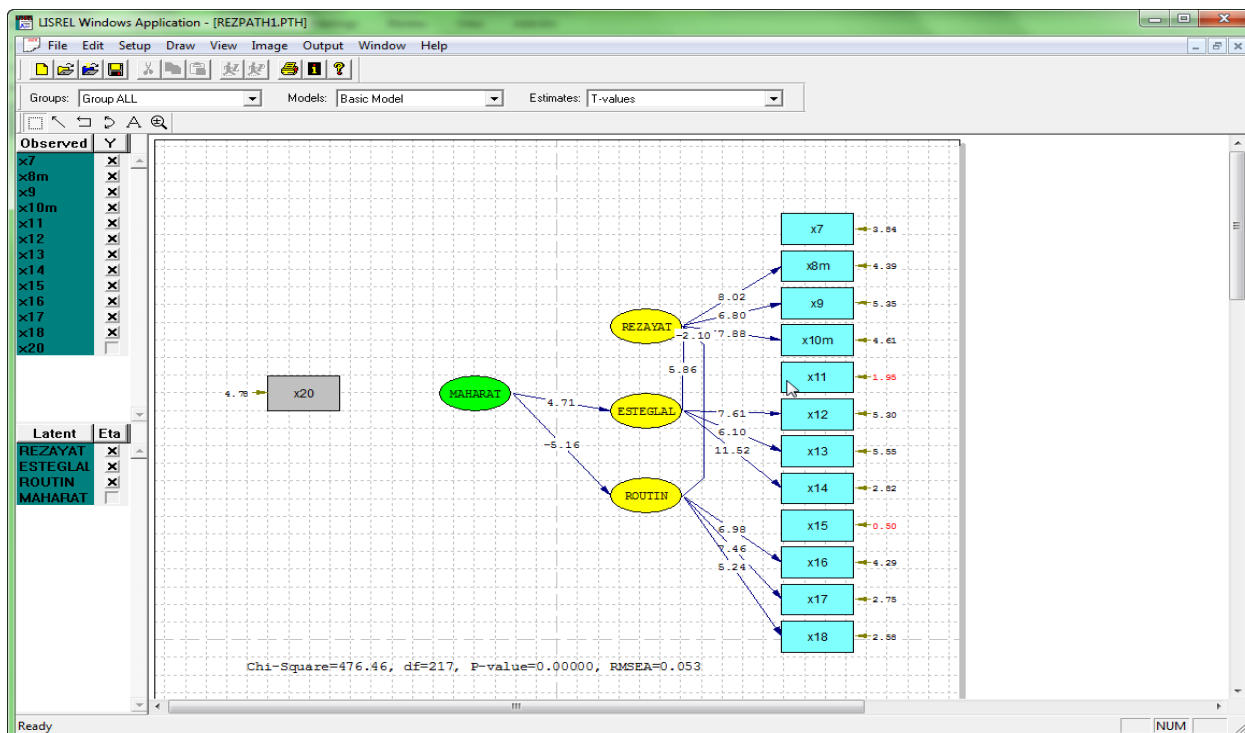 LISREL Windows Application - [REZPATH1.PTH]
File Edit Setup Draw View Image Output Window Help
Groups: Group ALL Models: Basic Model Estimates: T-values
Observed Y
x7
x8m
x9
x10m
x11
x12
x13
x14
x15
x16
x17
x18
x20
Latent Eta
REZAYAT
ESTEGLAL
ROUTIN
MAHARAT
x7 3.84
x8m 4.39
8.02
x9 5.35
6.80
REZAYAT
-2.10 7.88
x10m 4.61
5.86
x11 1.95
4.78 x20
MAHARAT
4.71
ESTEGLAL
7.61
x12 5.30
6.10
-5.16
11.52
x13 5.55
x14 2.82
ROUTIN
x15 0.50
6.98
7.46
x16 4.29
5.24
x17 2.75
x18 2.58
Chi-Square=476.46, df=217, P-value=0.00000, RMSEA=0.053
Ready NUM